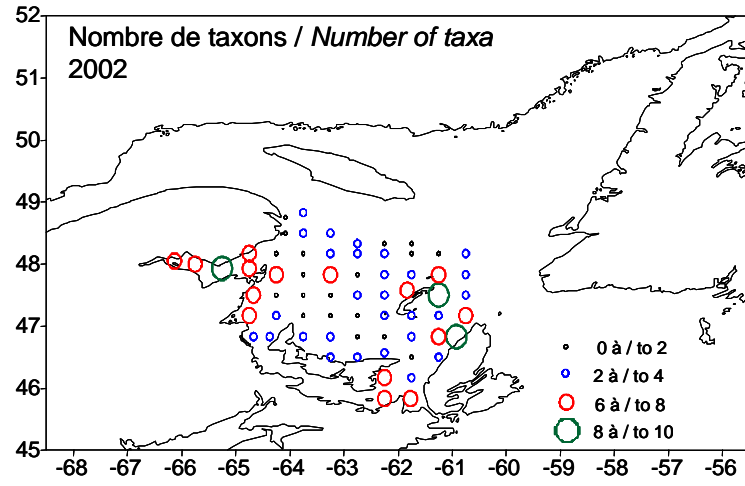 Nombre de taxons / Number of taxa
2002
52
51
50
49
48
47
46
45
0 à / to 2
2 à / to 4
6 à / to 8
8 à / to 10
-68 -67 -66 -65 -64 -63 -62 -61 -60 -59 -58 -57 -56